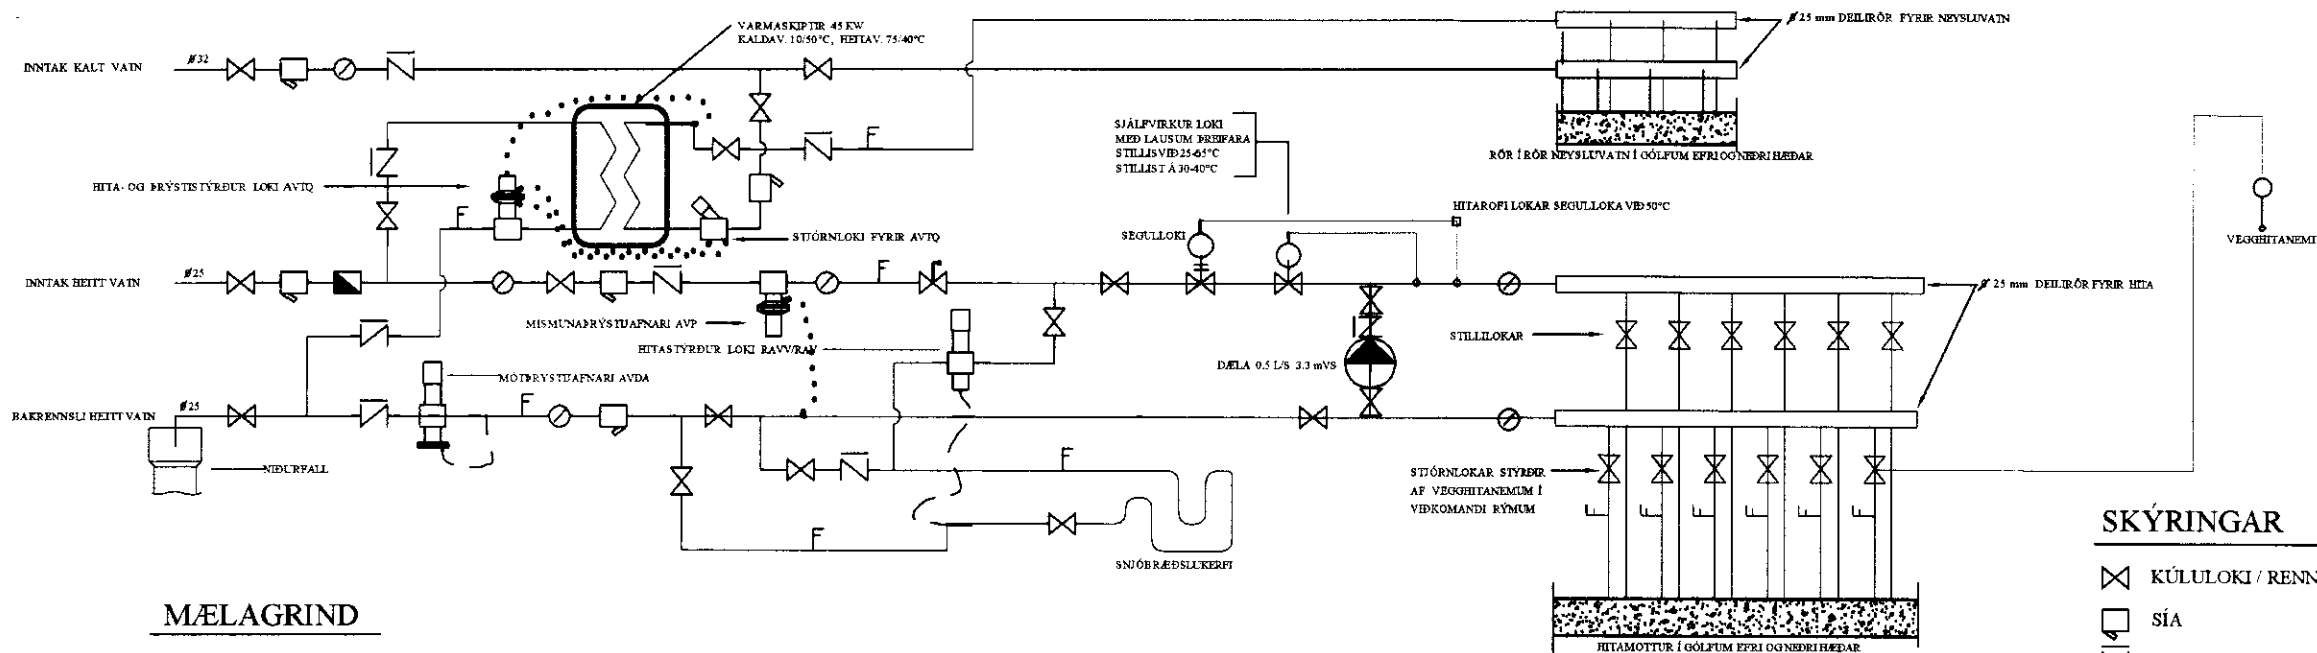 VARMASKIPTIR 45 KW
KALDAV. 10/50°C, HEITAV. 75/40°C
ø 25 mm DEILIRÖR FYRIR NEYSLUVATN
INNTAK KALT VATN
ø32
SJÁLFVIRKUR LOKI
MEÐ LAUSUM ÞREIFARA
STILLISVIÐ 25-65°C
STILLIST Á 30-40°C
RÖR Í RÖR NEYSLUVATN Í GÓLFUM EFRI OG NEÐRI HÆÐAR
HITA- OG ÞRÝSTISTÝRÐUR LOKI AVTQ
F
F
HITAROFI LOKAR SEGULLOKA VIÐ 50°C
STJÓRNLOKI FYRIR AVTQ
SEGULLOKI
VEGGHITANEMI
INNTAK HEITT VATN
ø25
F
ø 25 mm DEILIRÖR FYRIR HITA
MISMUNAÞRÝSTIJAFNARI AVP
HITASTÝRÐUR LOKI RAVV/RAV
STILLILOKAR
DÆLA 0.5 L/S 3.3 mVS
MÓTÞRÝSTIJAFNARI AVDA
BAKRENNSLI HEITT VATN
ø25
F
NIÐURFALL
F
STJÓRNLOKAR STÝRÐIR
AF VEGGHITANEMUM Í
VIÐKOMANDI RÝMUM
F
F F F F F F
SNJÓBRÆÐSLUKERFI
SKÝRINGAR
KÚLULOKI / RENN
SÍA
MÆLAGRIND
HITAMOTTUR Í GÓLFUM EFRI OG NEÐRI HÆÐAR